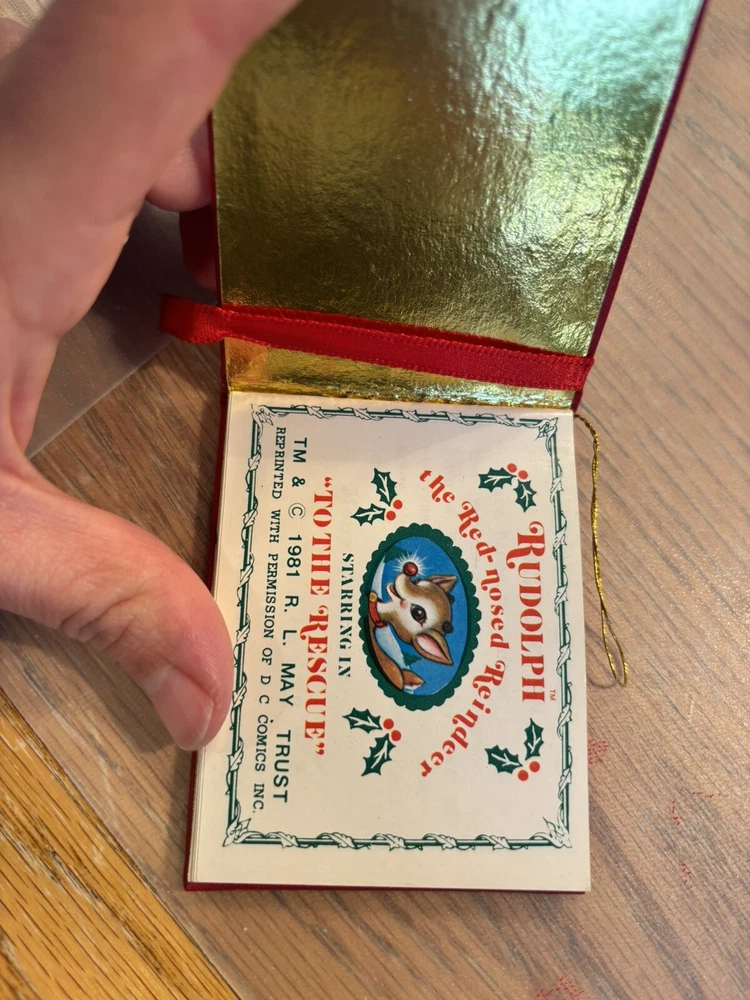 RUDOLPH™
the Red-nosed Reindeer
STARRING IN
"TO THE RESCUE"
TM & © 1981 R. L. MAY TRUST
REPRINTED WITH PERMISSION OF D C COMICS INC.